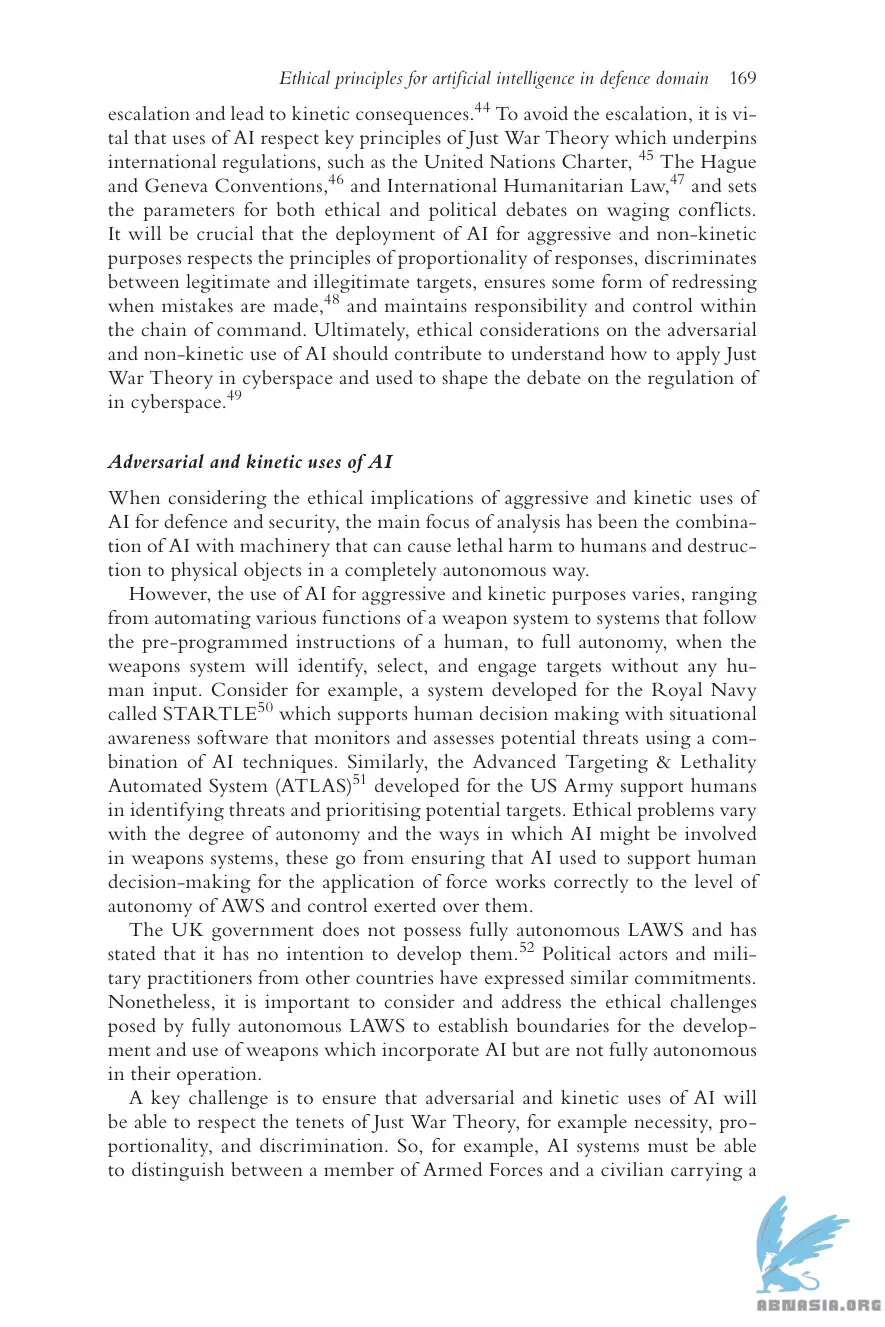 Ethical principles for artificial intelligence in defence domain 169
escalation and lead to kinetic consequences.44 To avoid the escalation, it is vi-
tal that uses of AI respect key principles of Just War Theory which underpins
international regulations, such as the United Nations Charter, 45 The Hague
and Geneva Conventions,46 and International Humanitarian Law,47 and sets
the parameters for both ethical and political debates on waging conflicts.
It will be crucial that the deployment of AI for aggressive and non-kinetic
purposes respects the principles of proportionality of responses, discriminates
between legitimate and illegitimate targets, ensures some form of redressing
when mistakes are made,48 and maintains responsibility and control within
the chain of command. Ultimately, ethical considerations on the adversarial
and non-kinetic use of AI should contribute to understand how to apply Just
War Theory in cyberspace and used to shape the debate on the regulation of
in cyberspace.49
Adversarial and kinetic uses of AI
When considering the ethical implications of aggressive and kinetic uses of
AI for defence and security, the main focus of analysis has been the combina-
tion of AI with machinery that can cause lethal harm to humans and destruc-
tion to physical objects in a completely autonomous way.
However, the use of AI for aggressive and kinetic purposes varies, ranging
from automating various functions of a weapon system to systems that follow
the pre-programmed instructions of a human, to full autonomy, when the
weapons system will identify, select, and engage targets without any hu-
man input. Consider for example, a system developed for the Royal Navy
called STARTLE50 which supports human decision making with situational
awareness software that monitors and assesses potential threats using a com-
bination of AI techniques. Similarly, the Advanced Targeting & Lethality
Automated System (ATLAS)51 developed for the US Army support humans
in identifying threats and prioritising potential targets. Ethical problems vary
with the degree of autonomy and the ways in which AI might be involved
in weapons systems, these go from ensuring that AI used to support human
decision-making for the application of force works correctly to the level of
autonomy of AWS and control exerted over them.
The UK government does not possess fully autonomous LAWS and has
stated that it has no intention to develop them.52 Political actors and mili-
tary practitioners from other countries have expressed similar commitments.
Nonetheless, it is important to consider and address the ethical challenges
posed by fully autonomous LAWS to establish boundaries for the develop-
ment and use of weapons which incorporate AI but are not fully autonomous
in their operation.
A key challenge is to ensure that adversarial and kinetic uses of AI will
be able to respect the tenets of Just War Theory, for example necessity, pro-
portionality, and discrimination. So, for example, AI systems must be able
to distinguish between a member of Armed Forces and a civilian carrying a
ABNASIA.ORG